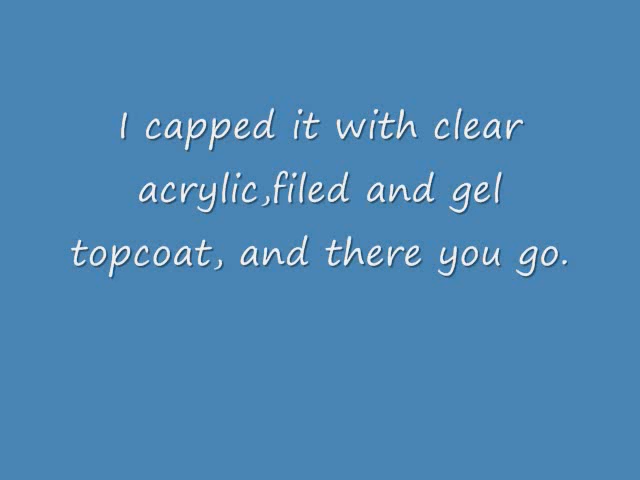 I capped it with clear
acrylic,filed and gel
topcoat, and there you go.